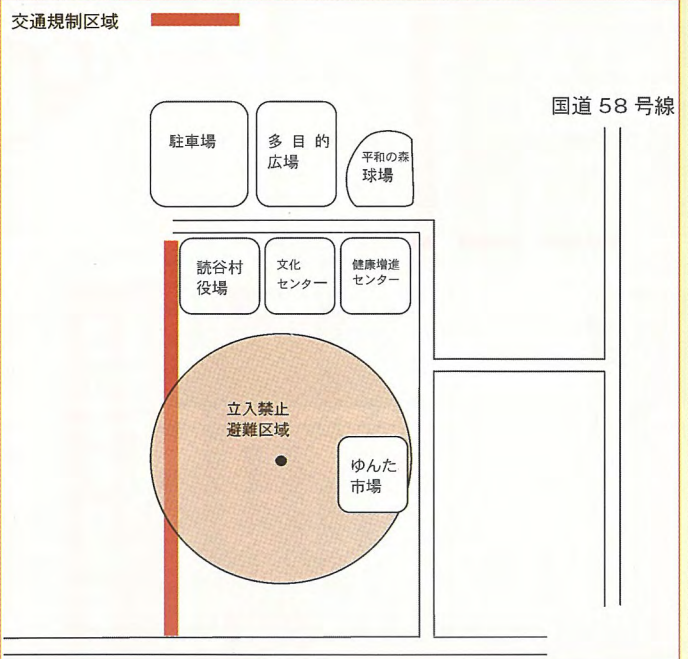 交通規制区域
国道 58 号線
駐車場
多 目 的
広場
平和の森
球場
読谷村
役場
文化
センター
健康増進
センター
立入禁止
避難区域
ゆんた
市場